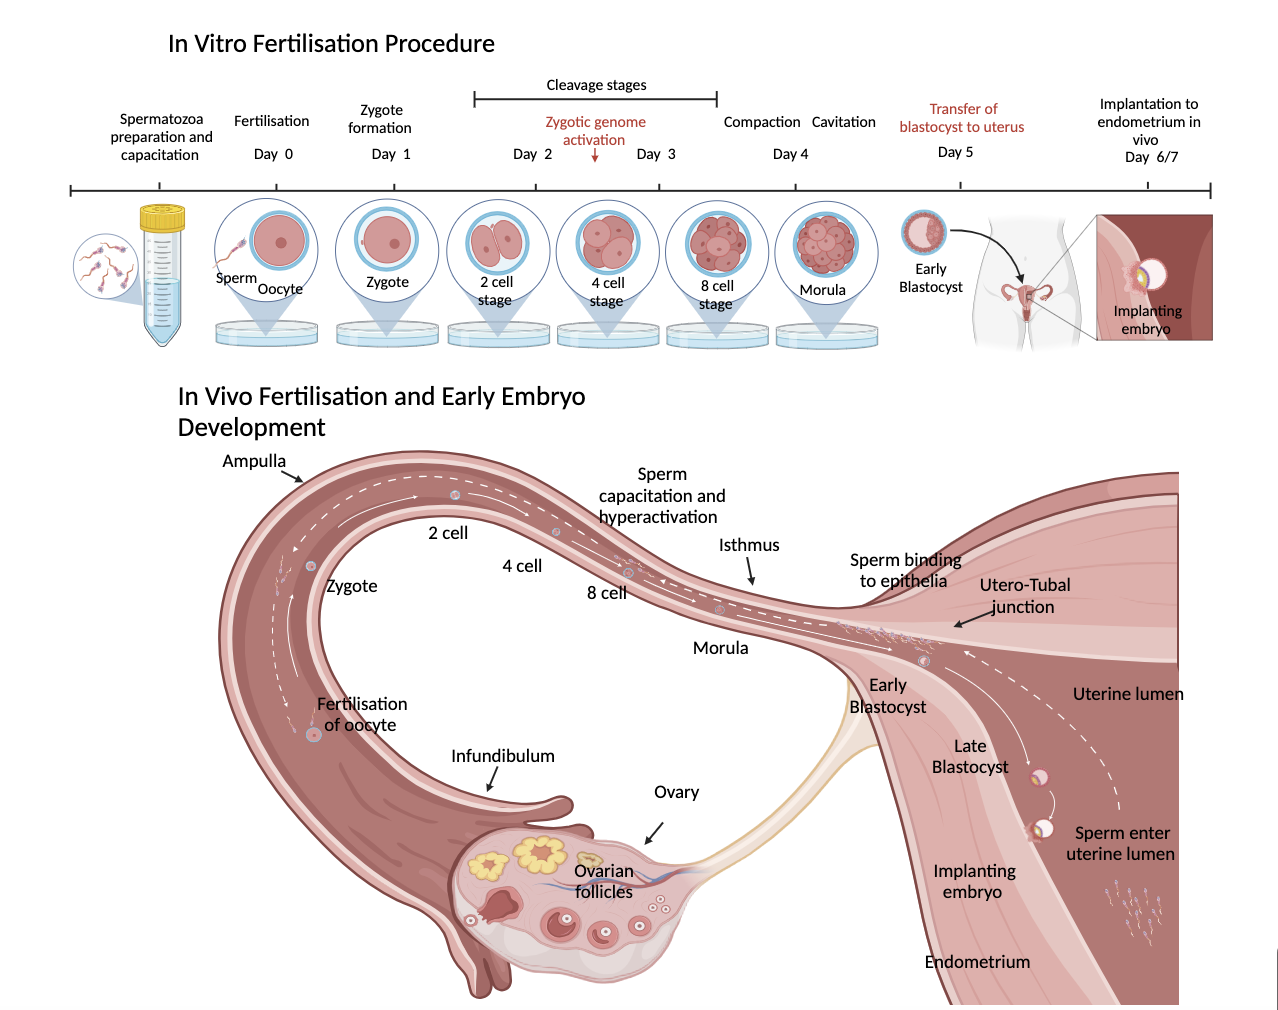 In Vitro Fertilisation Procedure
Cleavage stages
Spermatozoa
preparation and
capacitation
Fertilisation
Day 0
Zygote
formation
Day 1
Zygotic genome
activation
Day 2
Day 3
Compaction
Cavitation
Day 4
Transfer of
blastocyst to uterus
Day 5
Implantation to
endometrium in
vivo
Day 6/7
Sperm
Oocyte
Zygote
2 cell
stage
4 cell
stage
8 cell
stage
Morula
Early
Blastocyst
Implanting
embryo
In Vivo Fertilisation and Early Embryo
Development
Ampulla
Sperm
capacitation and
hyperactivation
2 cell
Isthmus
4 cell
Sperm binding
to epithelia
Zygote
8 cell
Utero-Tubal
junction
Morula
Early
Blastocyst
Uterine lumen
Fertilisation
of oocyte
Infundibulum
Late
Blastocyst
Ovary
Sperm enter
uterine lumen
Ovarian
follicles
Implanting
embryo
Endometrium